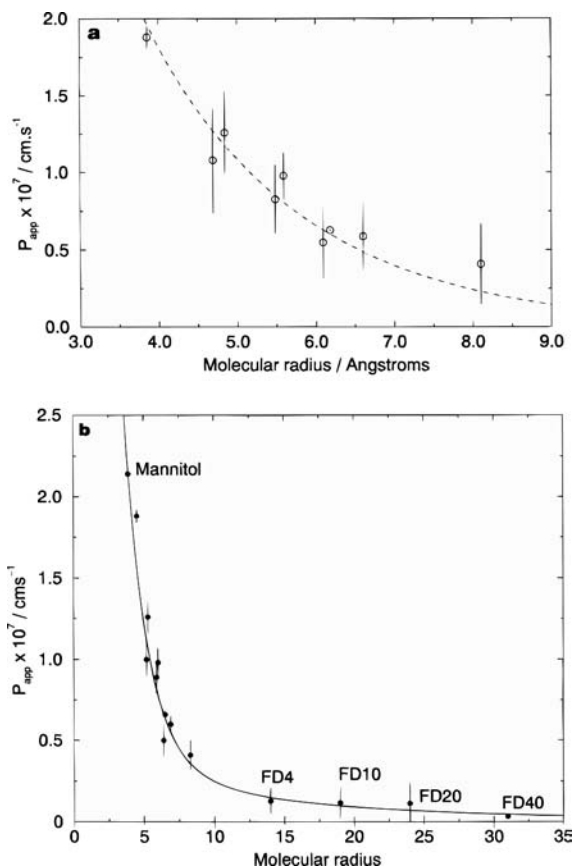 a
2.0
1.5
1.0
0.5
0.0
P_app x 10^7 / cm.s^-1
3.0 4.0 5.0 6.0 7.0 8.0 9.0
Molecular radius / Angstroms
b
2.5
2.0
1.5
1.0
0.5
0
P_app x 10^7 / cms^-1
Mannitol
FD4
FD10
FD20
FD40
0 5 10 15 20 25 30 35
Molecular radius